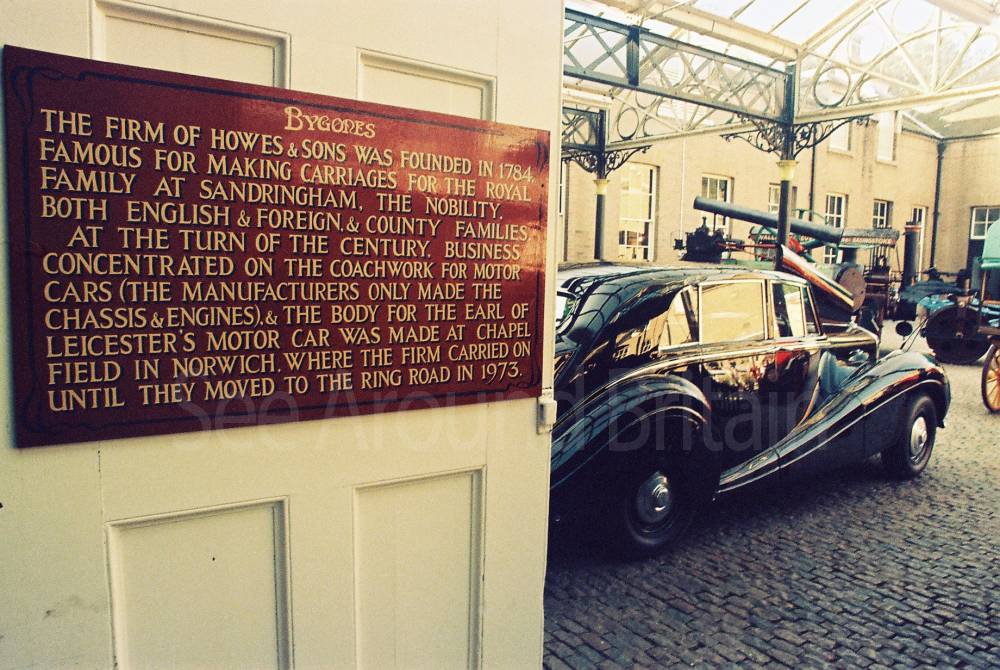 BYGONES
THE FIRM OF HOWES & SONS WAS FOUNDED IN 1784,
FAMOUS FOR MAKING CARRIAGES FOR THE ROYAL
FAMILY AT SANDRINGHAM, THE NOBILITY,
BOTH ENGLISH & FOREIGN, & COUNTY FAMILIES.
AT THE TURN OF THE CENTURY, BUSINESS
CONCENTRATED ON THE COACHWORK FOR MOTOR
CARS (THE MANUFACTURERS ONLY MADE THE
CHASSIS & ENGINES), & THE BODY FOR THE EARL OF
LEICESTER'S MOTOR CAR WAS MADE AT CHAPEL
FIELD IN NORWICH, WHERE THE FIRM CARRIED ON
UNTIL THEY MOVED TO THE RING ROAD IN 1973.
See Around Britain